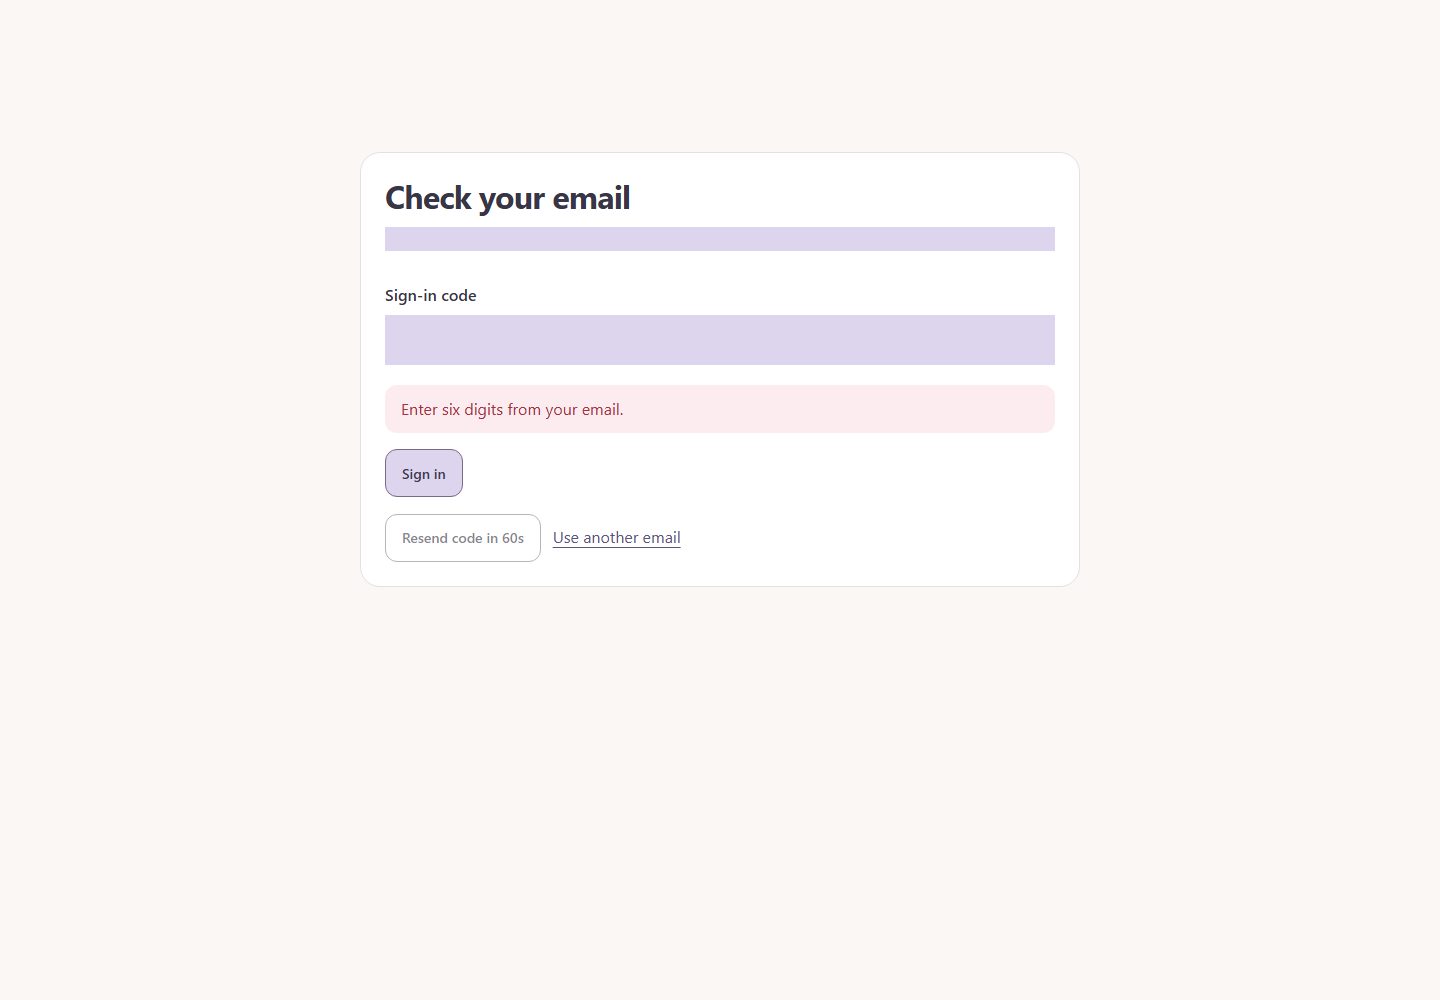 Check your email
Sign-in code
Enter six digits from your email.
Sign in
Resend code in 60s
Use another email